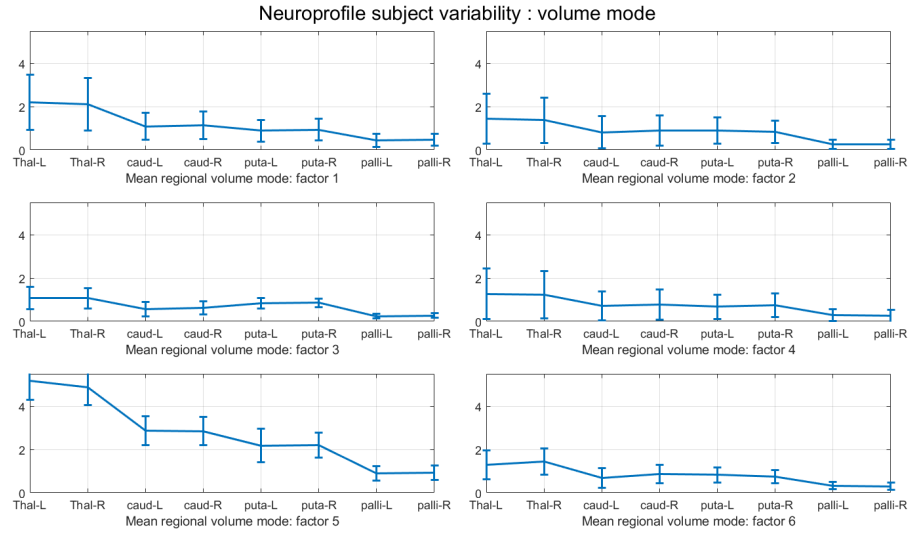 Neuroprofile subject variability : volume mode
4
2
0
Thal-L Thal-R caud-L caud-R puta-L puta-R palli-L palli-R
Mean regional volume mode: factor 1
4
2
0
Thal-L Thal-R caud-L caud-R puta-L puta-R palli-L palli-R
Mean regional volume mode: factor 2
4
2
0
Thal-L Thal-R caud-L caud-R puta-L puta-R palli-L palli-R
Mean regional volume mode: factor 3
4
2
0
Thal-L Thal-R caud-L caud-R puta-L puta-R palli-L palli-R
Mean regional volume mode: factor 4
4
2
0
Thal-L Thal-R caud-L caud-R puta-L puta-R palli-L palli-R
Mean regional volume mode: factor 5
4
2
0
Thal-L Thal-R caud-L caud-R puta-L puta-R palli-L palli-R
Mean regional volume mode: factor 6